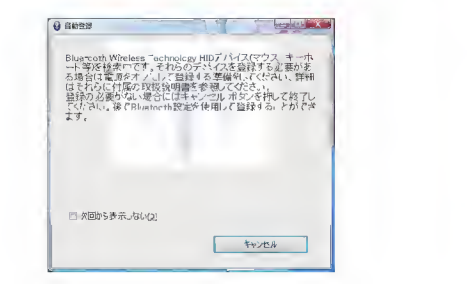 自動登録
Bluetooth Wireless Technology HIDデバイス(マウス、キーボ
ード等)を検索中です。それらのデバイスを登録する必要があ
る場合は電源をオンにして登録する準備をしてください、詳細
はそれらに付属の取扱説明書を参照してください。
登録の必要がない場合にはキャンセル ボタンを押して終了し
てください。後でBluetooth設定を使用して登録することができ
ます。
次回から表示しない(D)
キャンセル